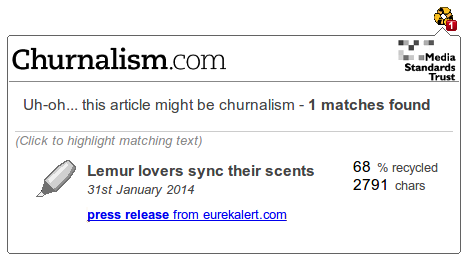 1
Churnalism.com
Media
Standards
Trust
Uh-oh... this article might be churnalism - 1 matches found
(Click to highlight matching text)
Lemur lovers sync their scents
31st January 2014
press release from eurekalert.com
68 % recycled
2791 chars